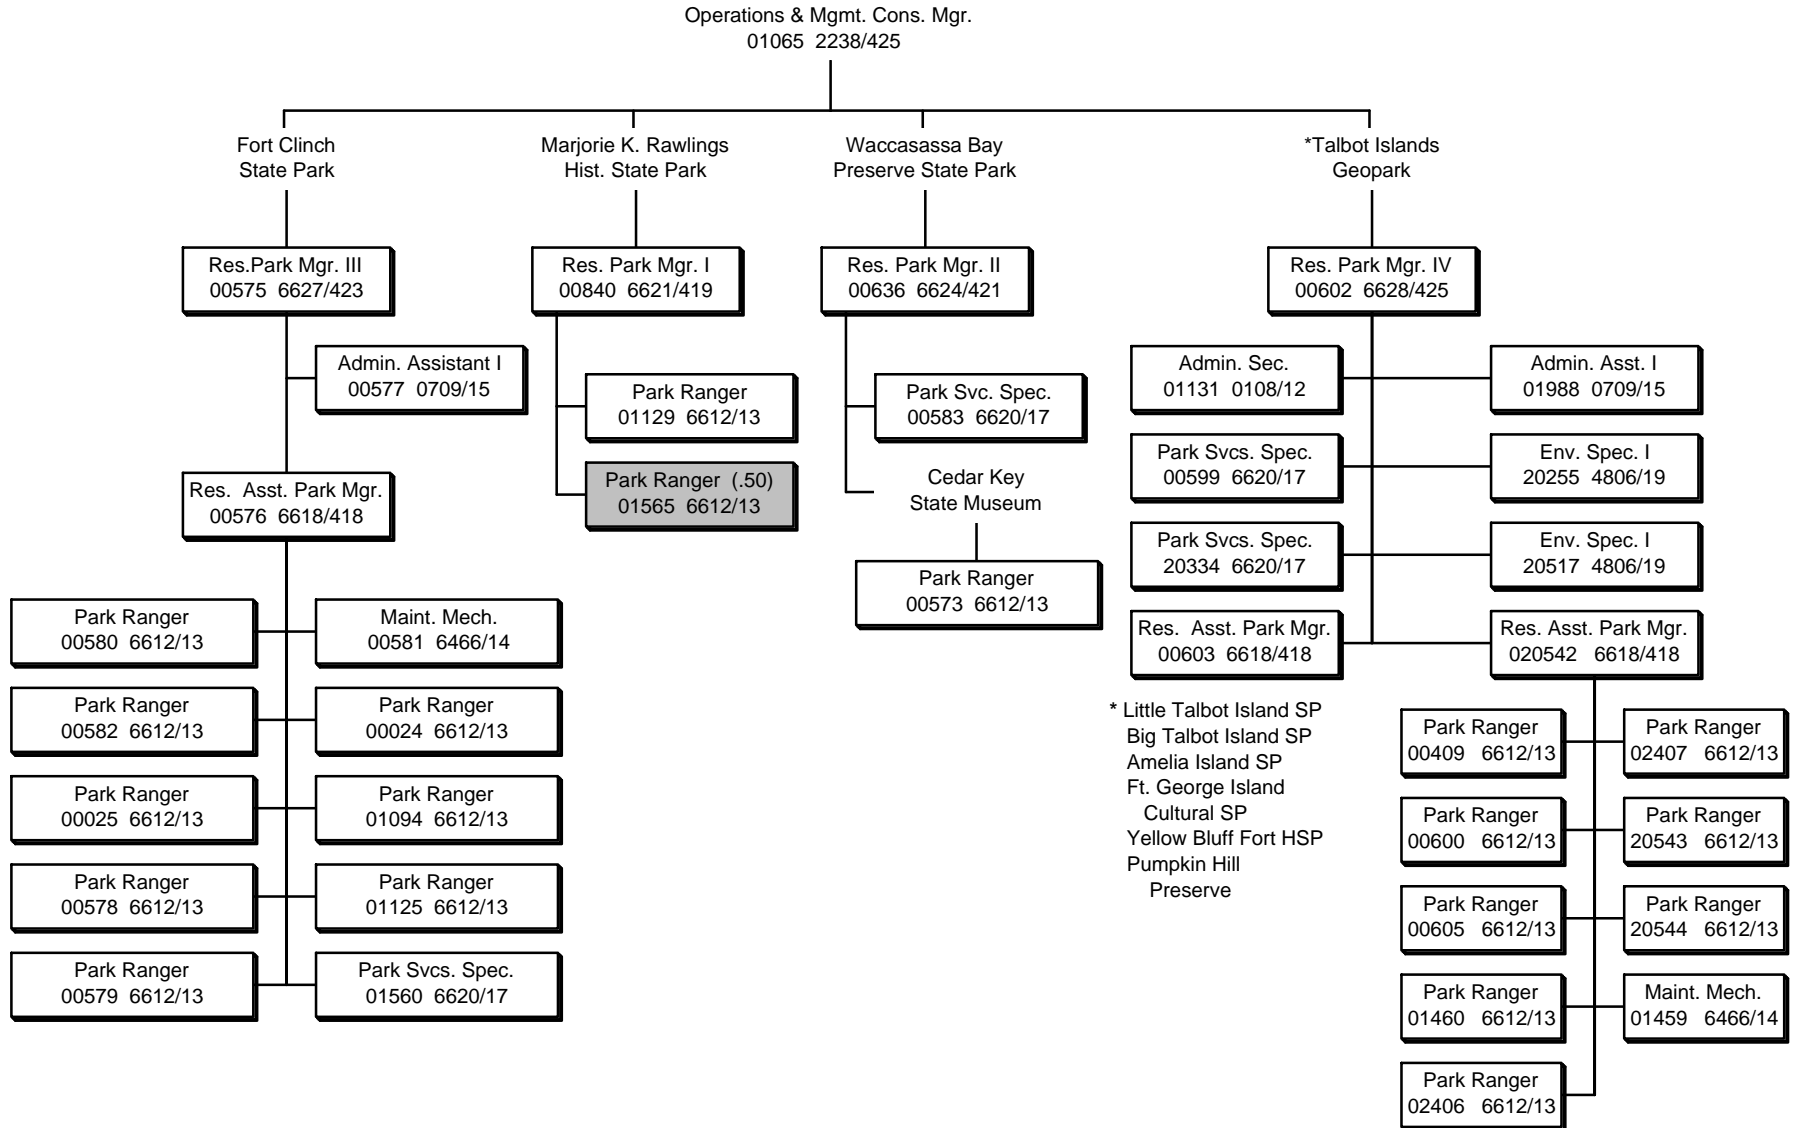 Operations & Mgmt. Cons. Mgr.
01065 2238/425
Fort Clinch
State Park
Marjorie K. Rawlings
Hist. State Park
Waccasassa Bay
Preserve State Park
*Talbot Islands
Geopark
Res.Park Mgr. III
00575 6627/423
Res. Park Mgr. I
00840 6621/419
Res. Park Mgr. II
00636 6624/421
Res. Park Mgr. IV
00602 6628/425
Admin. Assistant I
00577 0709/15
Res. Asst. Park Mgr.
00576 6618/418
Park Ranger
00580 6612/13
Maint. Mech.
00581 6466/14
Park Ranger
00582 6612/13
Park Ranger
00024 6612/13
Park Ranger
00025 6612/13
Park Ranger
01094 6612/13
Park Ranger
00578 6612/13
Park Ranger
01125 6612/13
Park Ranger
00579 6612/13
Park Svcs. Spec.
01560 6620/17
Park Ranger
01129 6612/13
Park Ranger (.50)
01565 6612/13
Park Svc. Spec.
00583 6620/17
Cedar Key
State Museum
Park Ranger
00573 6612/13
Admin. Sec.
01131 0108/12
Admin. Asst. I
01988 0709/15
Park Svcs. Spec.
00599 6620/17
Env. Spec. I
20255 4806/19
Park Svcs. Spec.
20334 6620/17
Env. Spec. I
20517 4806/19
Res. Asst. Park Mgr.
00603 6618/418
Res. Asst. Park Mgr.
020542 6618/418
* Little Talbot Island SP
Big Talbot Island SP
Amelia Island SP
Ft. George Island
Cultural SP
Yellow Bluff Fort HSP
Pumpkin Hill
Preserve
Park Ranger
00409 6612/13
Park Ranger
02407 6612/13
Park Ranger
00600 6612/13
Park Ranger
20543 6612/13
Park Ranger
00605 6612/13
Park Ranger
20544 6612/13
Park Ranger
01460 6612/13
Maint. Mech.
01459 6466/14
Park Ranger
02406 6612/13